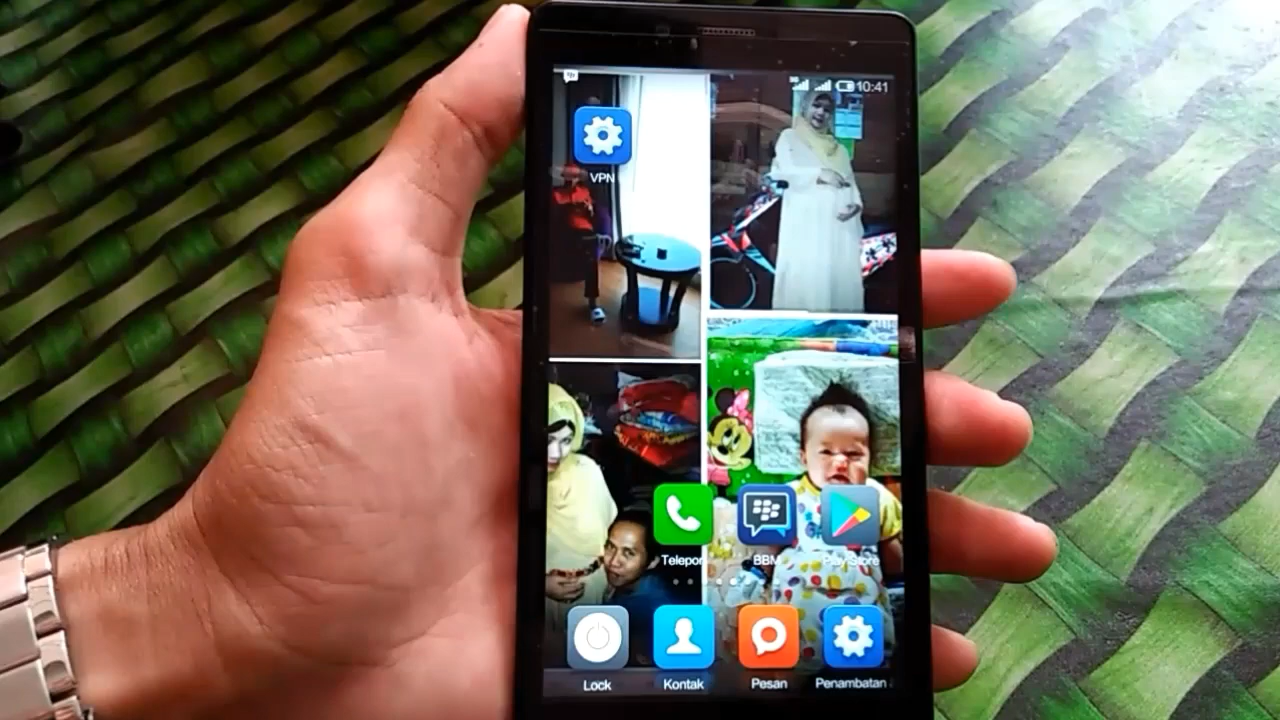 10:41
VPN
Telepon
BBM
Play Store
Lock
Kontak
Pesan
Penambatan